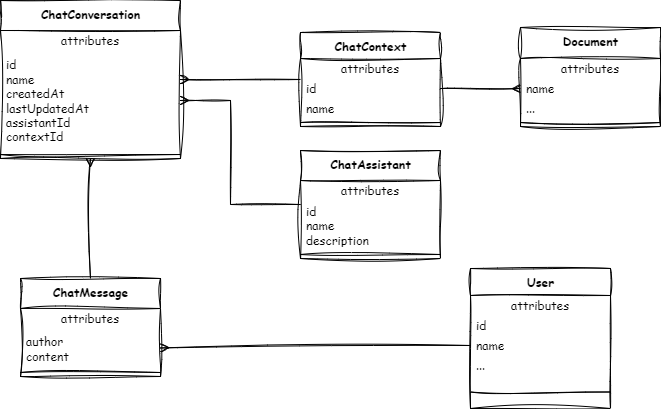 ChatConversation
attributes
id
name
createdAt
lastUpdatedAt
assistantId
contextId
ChatContext
attributes
id
name
Document
attributes
name
...
ChatAssistant
attributes
id
name
description
ChatMessage
attributes
author
content
User
attributes
id
name
...